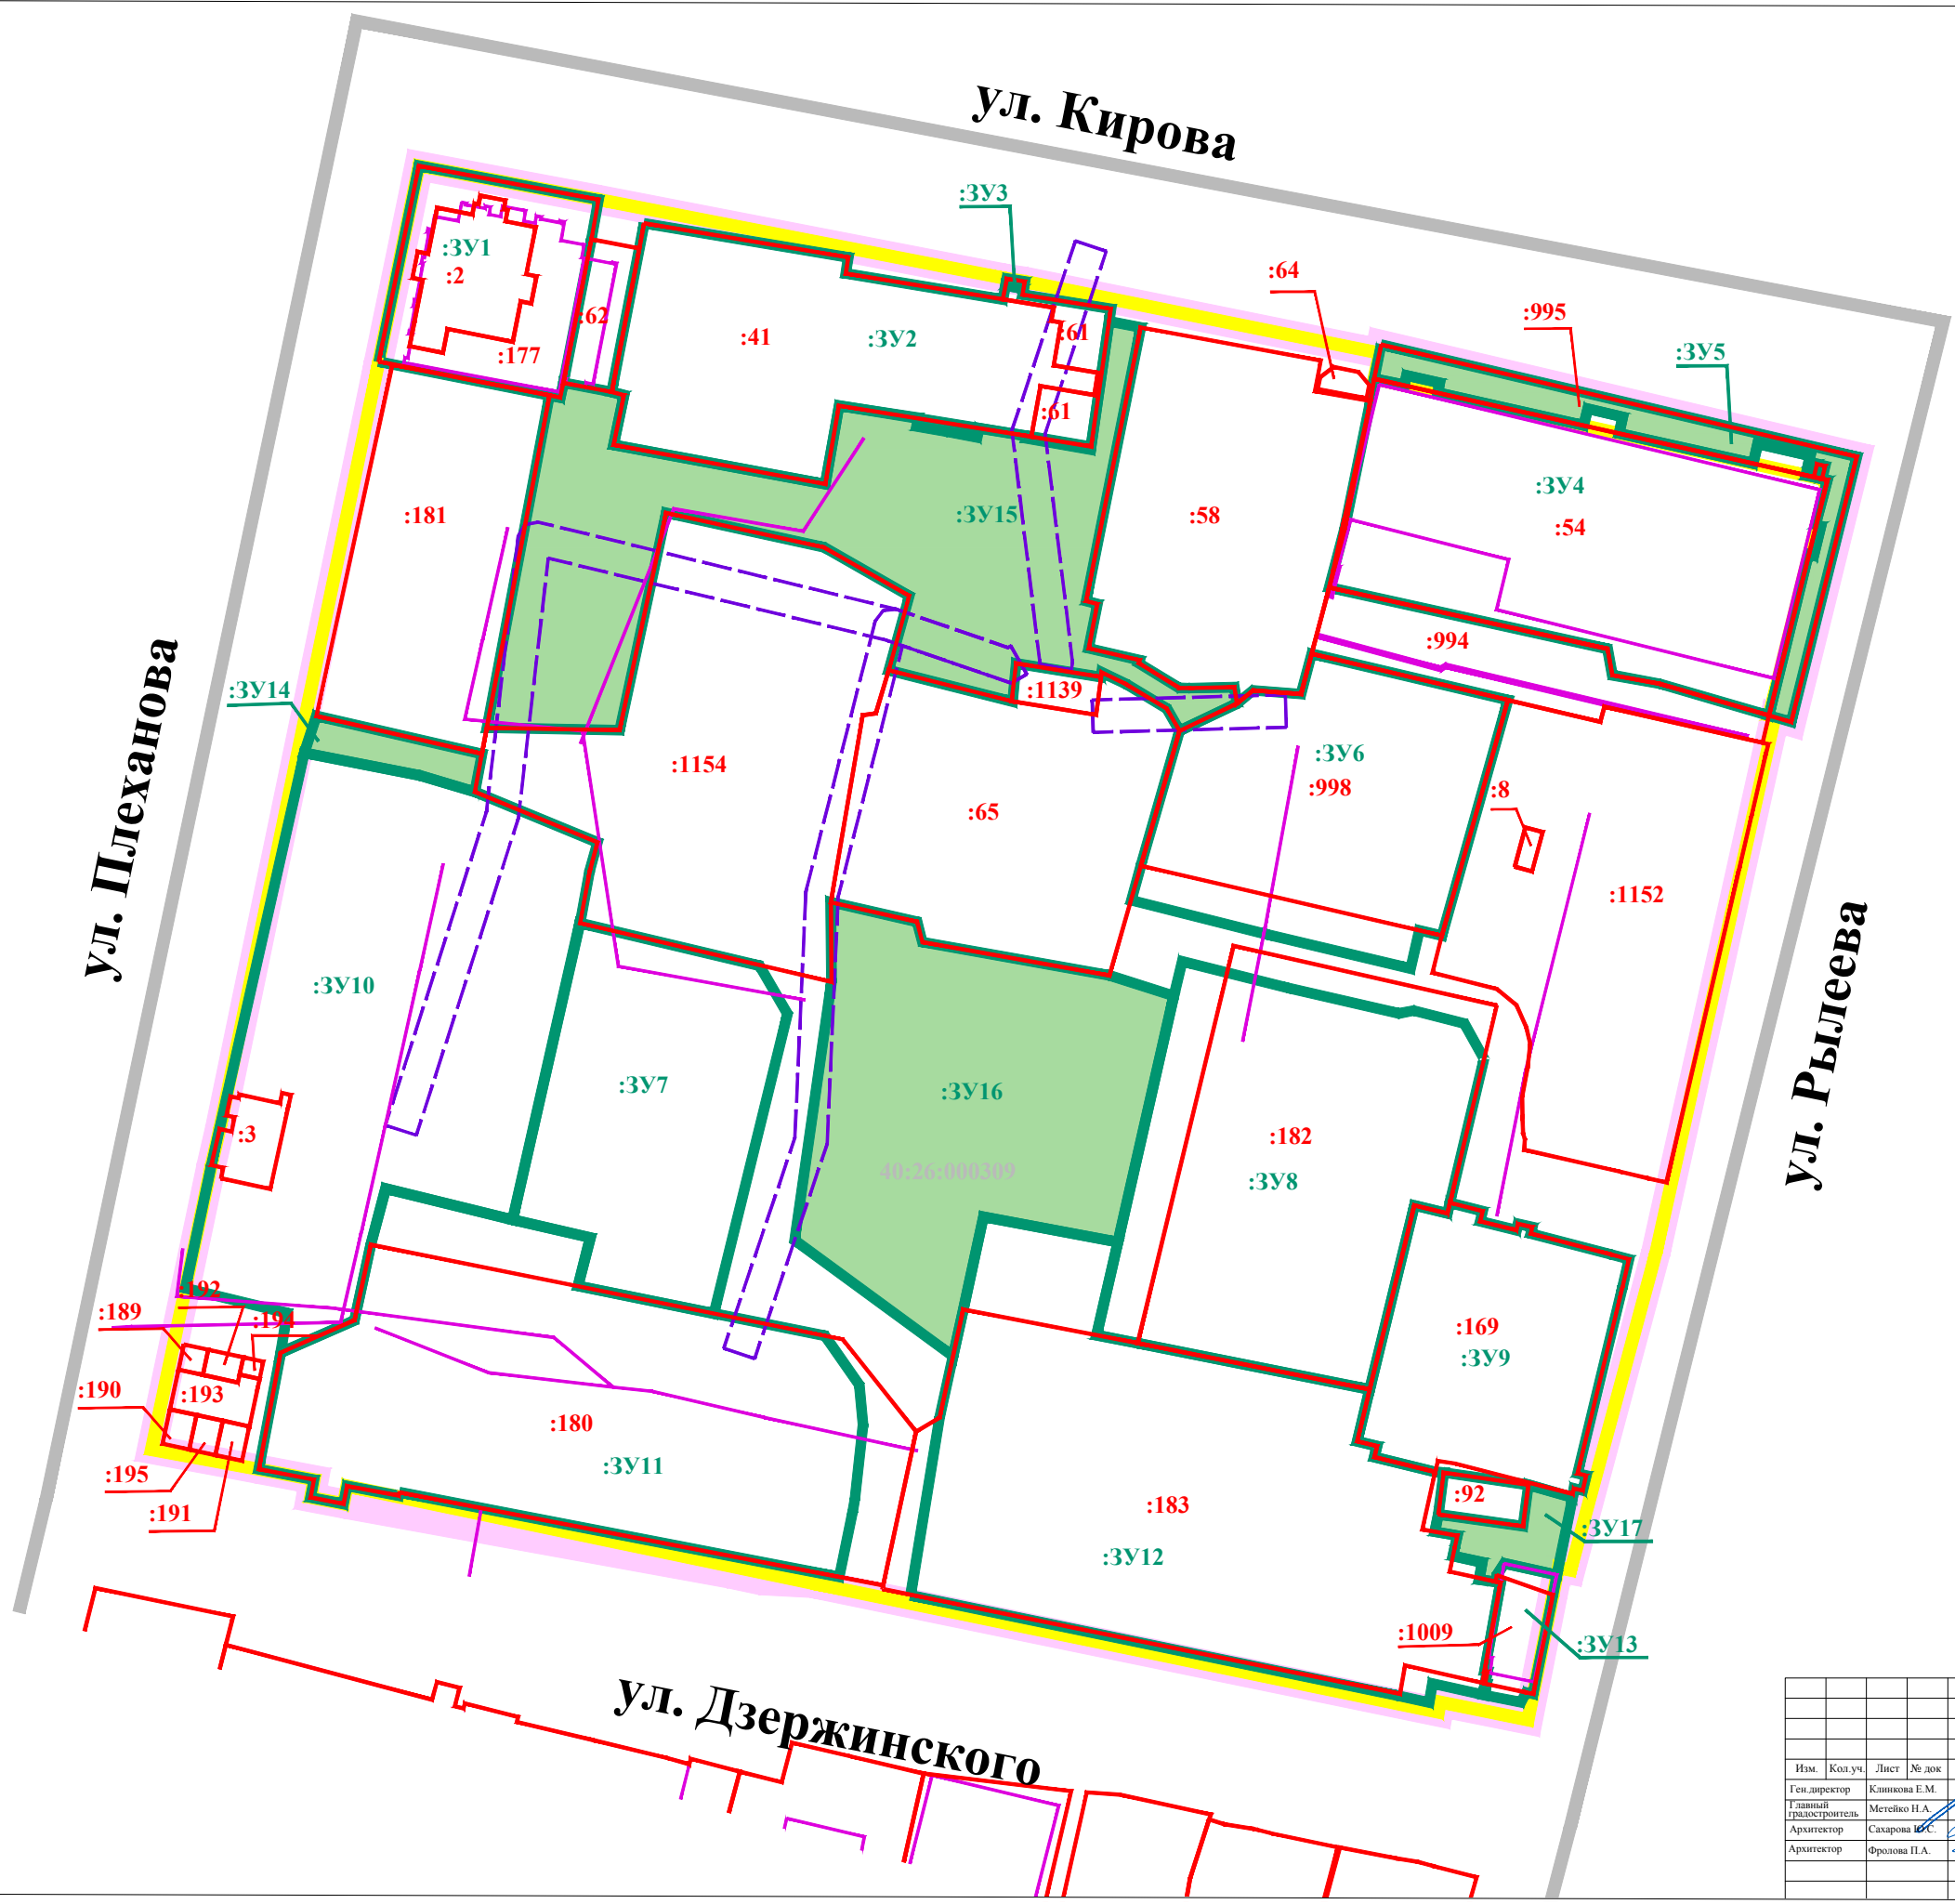 ул. Кирова
:ЗУ3
:ЗУ1
:2
:64
:995
:62
:41
:ЗУ2
:61
:177
:ЗУ5
:61
:181
:ЗУ15
:58
:ЗУ4
:54
:994
ул. Плеханова
:ЗУ14
:1139
:1154
:65
:ЗУ6
:998
:8
:1152
ул. Рылеева
:ЗУ10
:ЗУ7
:ЗУ16
:3
:182
40:26:000309
:ЗУ8
:192
:189
:194
:169
:ЗУ9
:190
:193
:180
:195
:ЗУ11
:92
:183
:191
:ЗУ17
:ЗУ12
:1009
:ЗУ13
ул. Дзержинского
Изм. Кол.уч. Лист № док
Ген.директор Клинкова Е.М.
Главный градостроитель Метейко Н.А.
Архитектор Сахарова Ю.С.
Архитектор Фролова П.А.